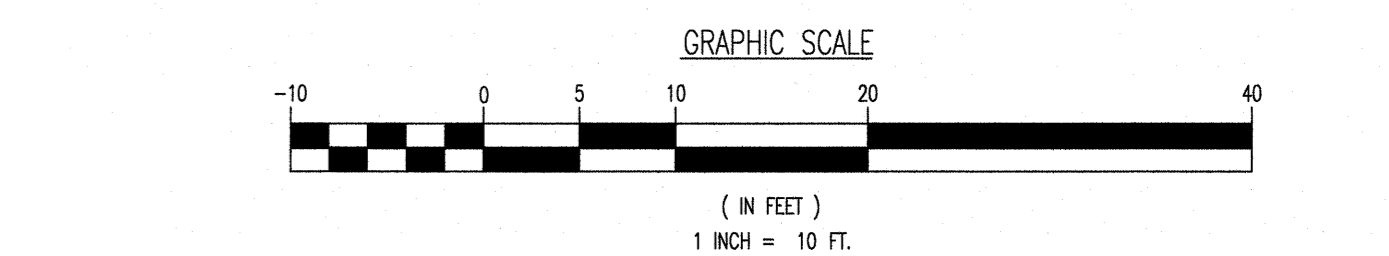 GRAPHIC SCALE
-10 0 5 10 20 40
( IN FEET )
1 INCH = 10 FT.